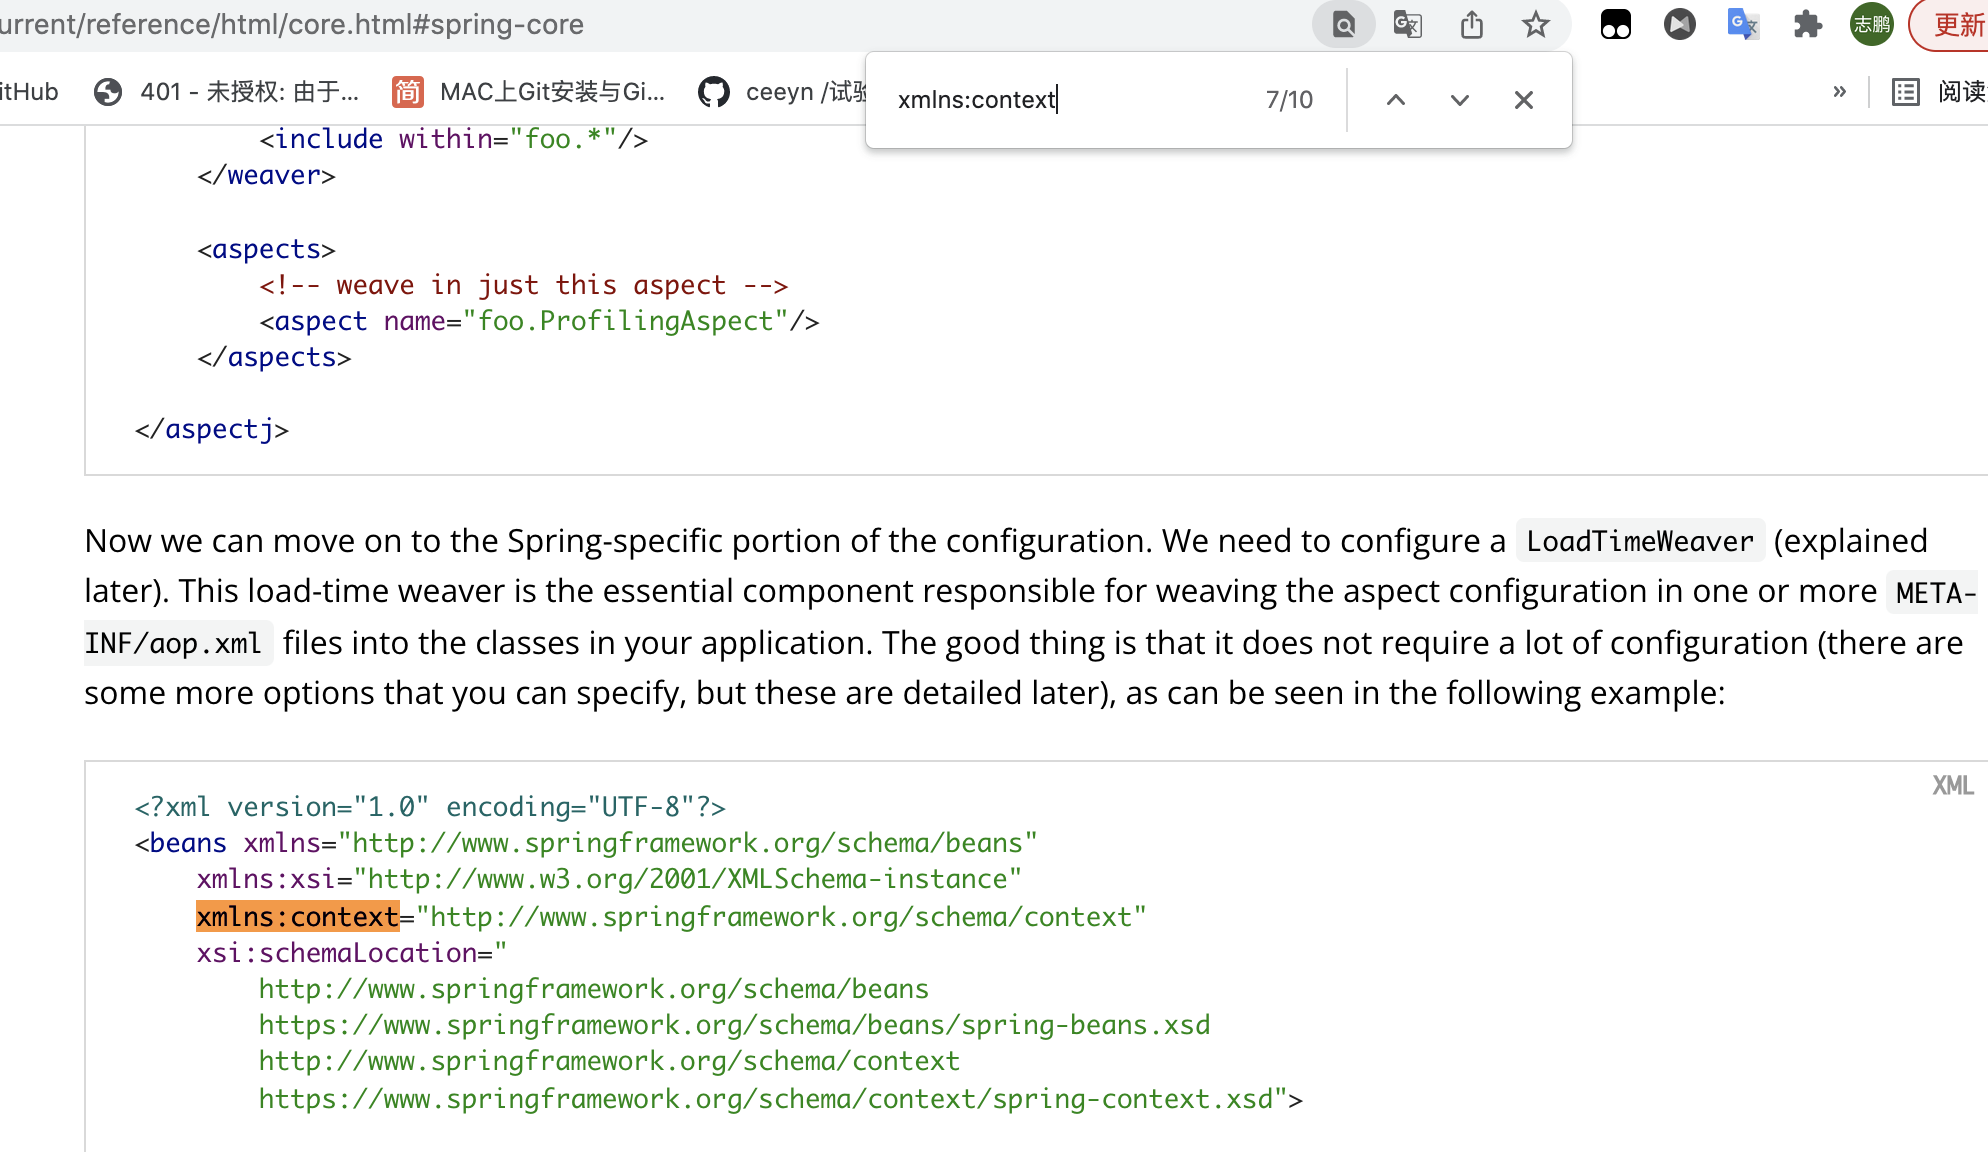 urrent/reference/html/core.html#spring-core
志鹏
更新
itHub
401 - 未授权: 由于...
简
MAC上Git安装与Gi...
ceeyn /试验
xmlns:context
7/10
»
阅读
<include within="foo.*"/>
</weaver>
<aspects>
<!-- weave in just this aspect -->
<aspect name="foo.ProfilingAspect"/>
</aspects>
</aspectj>
Now we can move on to the Spring-specific portion of the configuration. We need to configure a LoadTimeWeaver (explained
later). This load-time weaver is the essential component responsible for weaving the aspect configuration in one or more META-
INF/aop.xml files into the classes in your application. The good thing is that it does not require a lot of configuration (there are
some more options that you can specify, but these are detailed later), as can be seen in the following example:
XML
<?xml version="1.0" encoding="UTF-8"?>
<beans xmlns="http://www.springframework.org/schema/beans"
xmlns:xsi="http://www.w3.org/2001/XMLSchema-instance"
xmlns:context="http://www.springframework.org/schema/context"
xsi:schemaLocation="
http://www.springframework.org/schema/beans
https://www.springframework.org/schema/beans/spring-beans.xsd
http://www.springframework.org/schema/context
https://www.springframework.org/schema/context/spring-context.xsd">